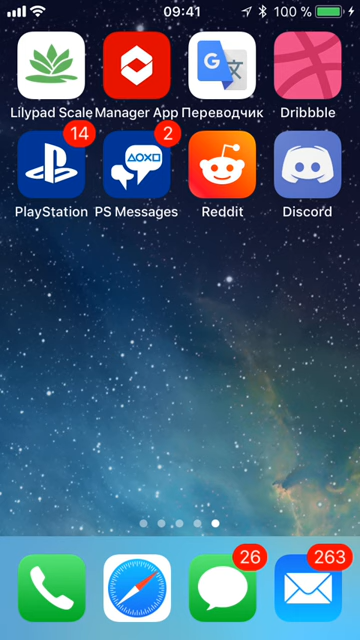 09:41 100 %
Lilypad Scale Manager App Переводчик Dribbble
14 2
PlayStation PS Messages Reddit Discord
26 263